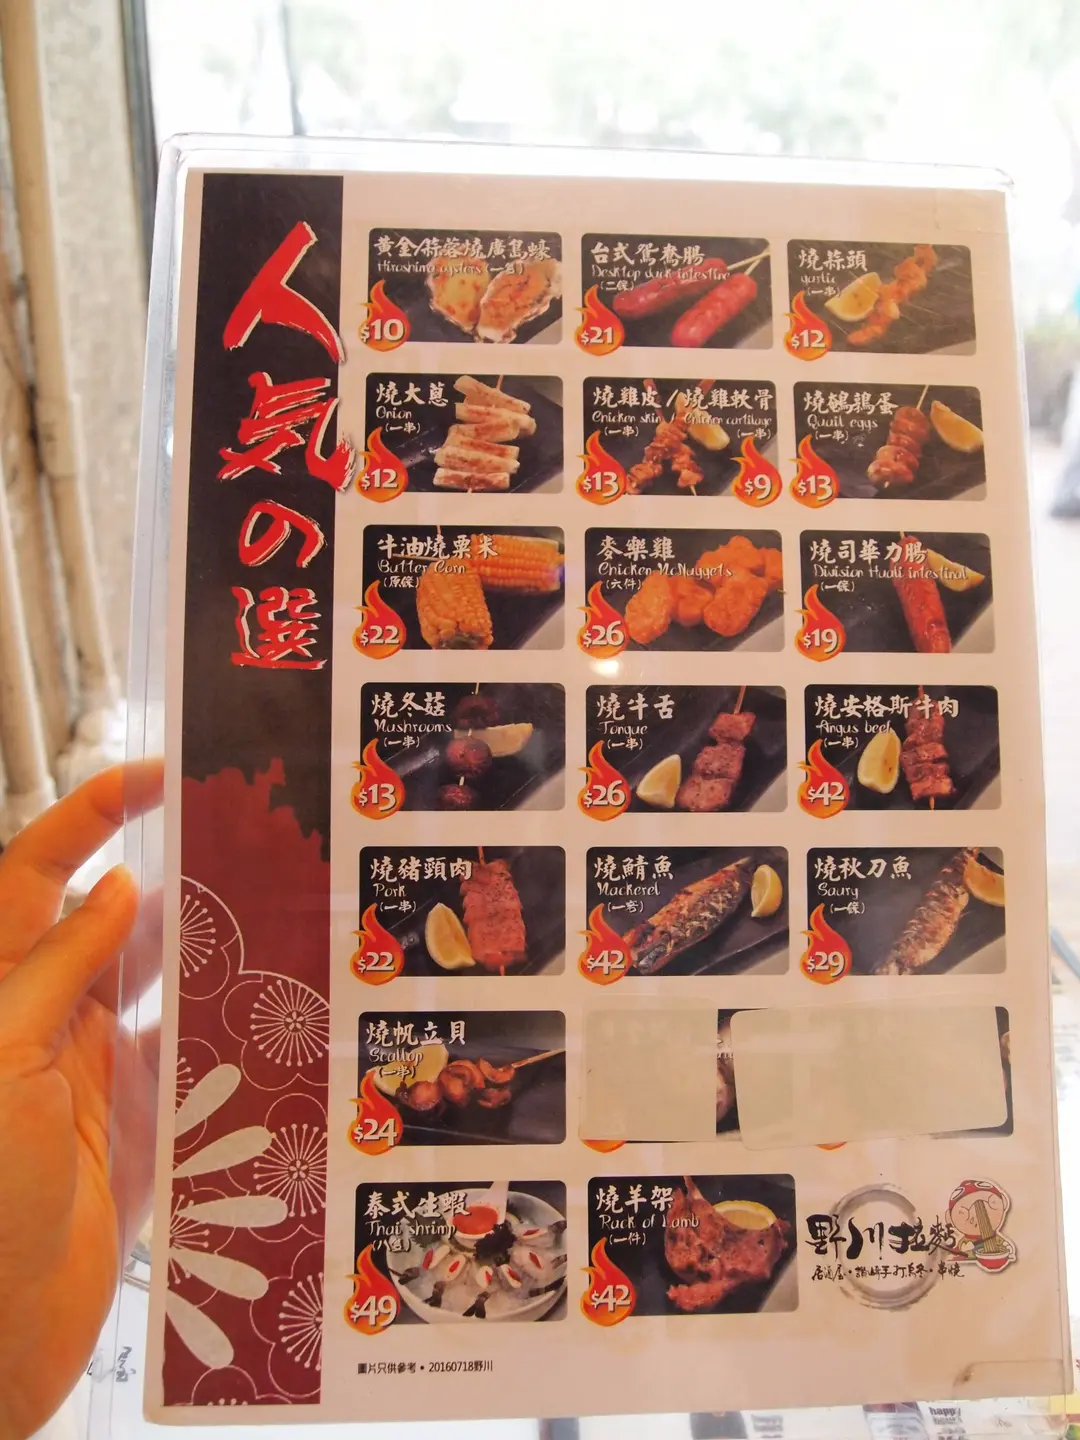 人気の選
黃金/蒜蓉燒廣島蠔
Hiroshima oysters (一隻)
$10
台式鴛鴦腸
Desktop duck intestine
(二條)
$21
燒蒜頭
garlic
(一串)
$12
燒大蔥
Onion
(一串)
$12
燒雞皮 / 燒雞軟骨
Chicken skin / Chicken cartilage
(一串) (一串)
$13 $9
燒鵪鶉蛋
Quail eggs
(一串)
$13
牛油燒粟米
Butter Corn
(原條)
$22
麥樂雞
Chicken McNuggets
(六件)
$26
燒司華力腸
Division Huali intestinal
(一條)
$19
燒冬菇
Mushrooms
(一串)
$13
燒牛舌
Tongue
(一串)
$26
燒安格斯牛肉
Angus beef
(一串)
$42
燒豬頸肉
Pork
(一串)
$22
燒鯖魚
Mackerel
$42
燒秋刀魚
Saury
(一條)
$29
燒帆立貝
Scallop
(一串)
$24
泰式生蝦
Thai shrimp
(八隻)
$49
燒羊架
Rack of Lamb
(一件)
$42
野川拉麵
居酒屋・讚岐手打烏冬・串燒
圖片只供參考・20160718野川
happy